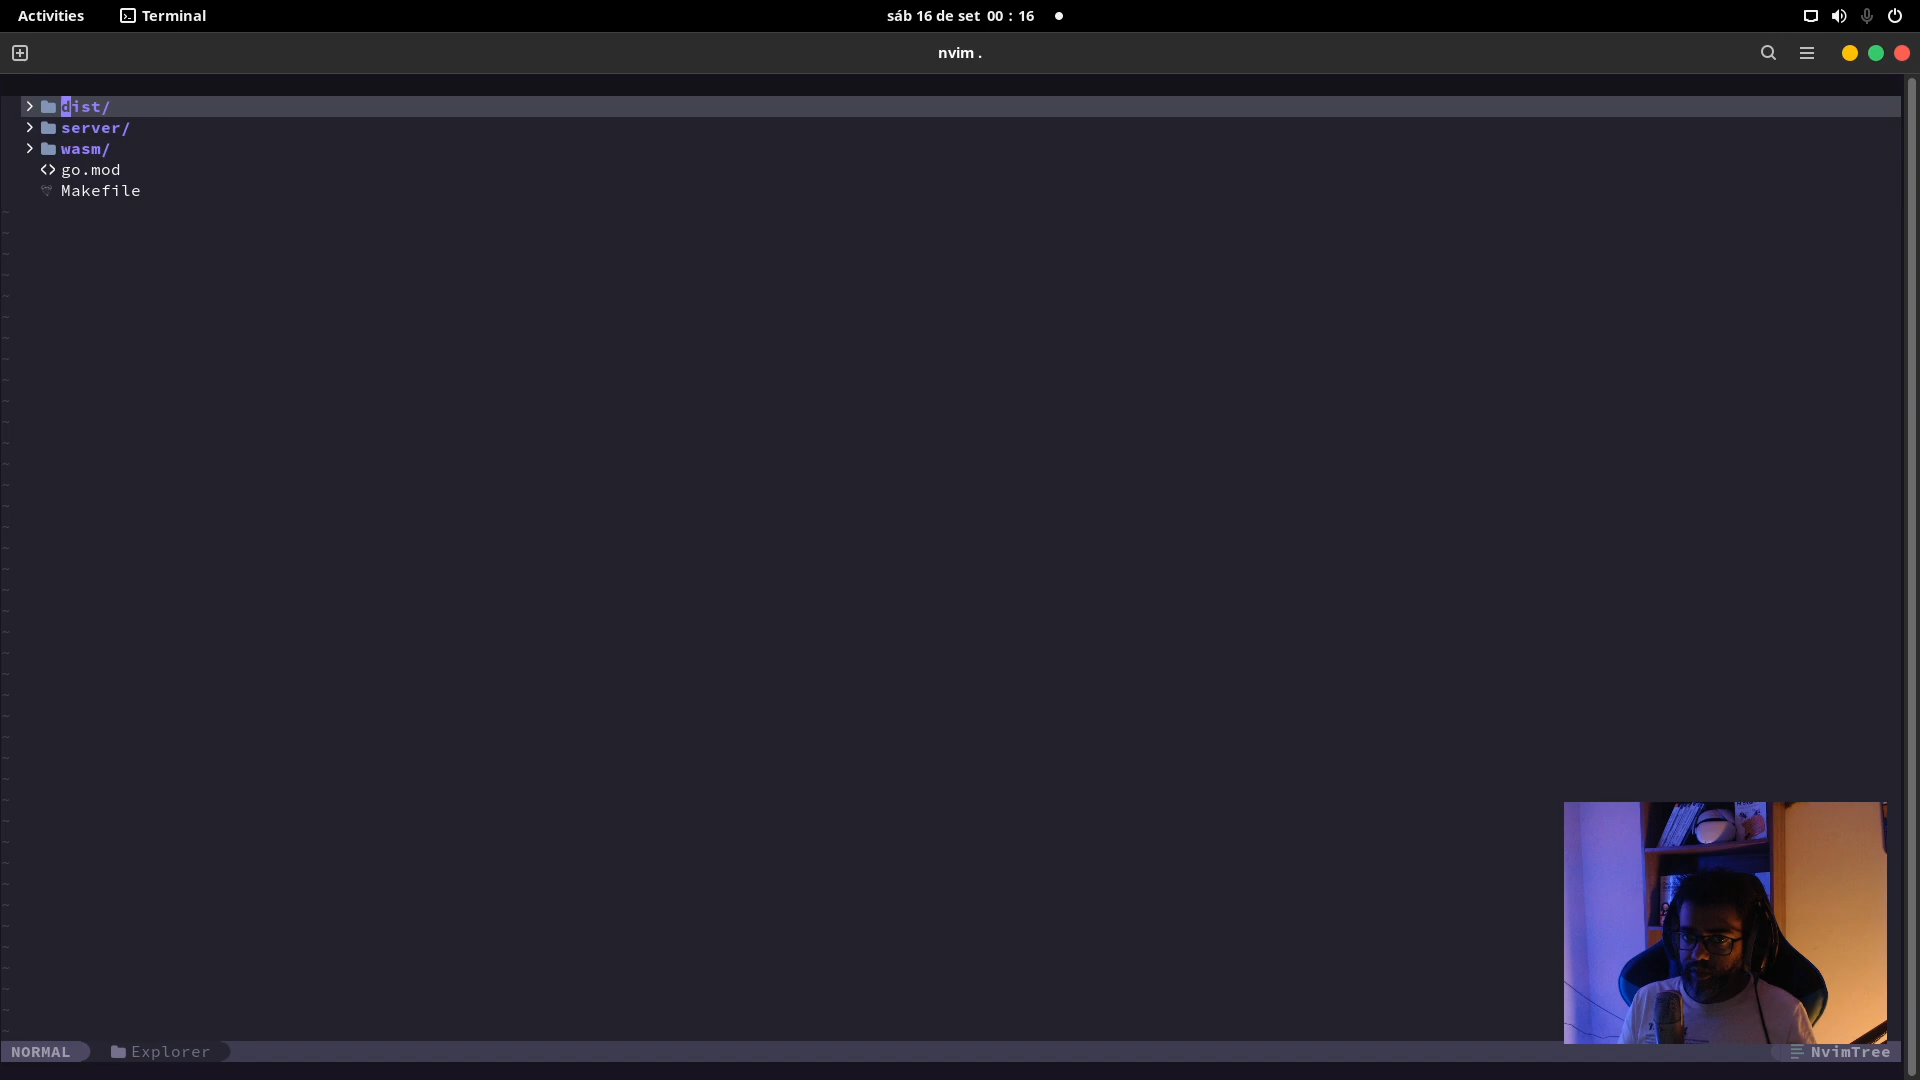 Activities Terminal sáb 16 de set 00 : 16
nvim .
dist/
server/
wasm/
go.mod
Makefile
NORMAL Explorer NvimTree